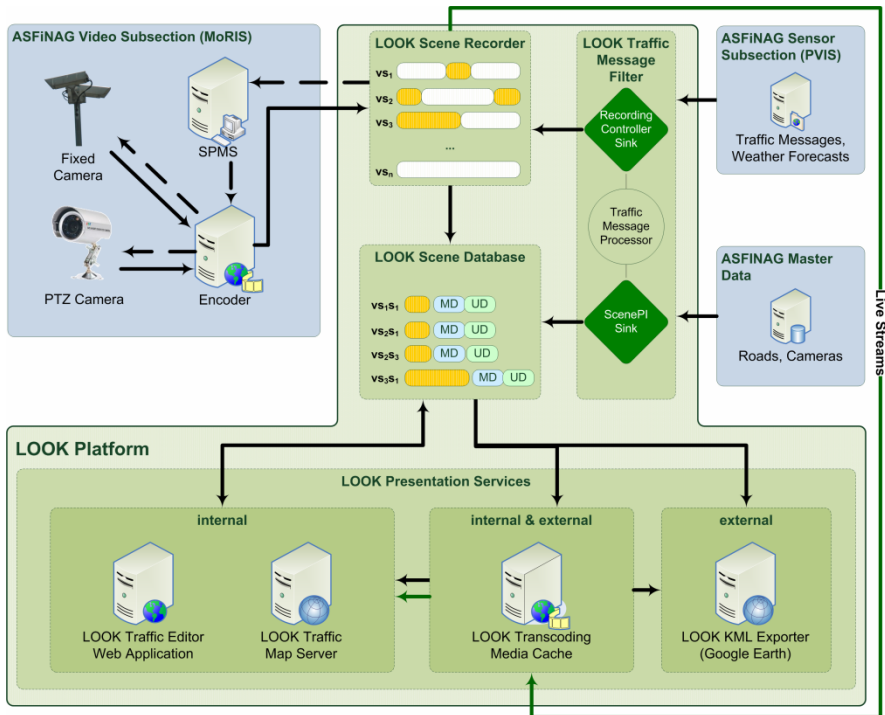 ASFiNAG Video Subsection (MoRIS)
Fixed
Camera
SPMS
PTZ Camera
Encoder
LOOK Scene Recorder
vs1
vs2
vs3
...
vsn
LOOK Traffic
Message
Filter
Recording
Controller
Sink
Traffic
Message
Processor
ScenePI
Sink
ASFiNAG Sensor
Subsection (PVIS)
Traffic Messages,
Weather Forecasts
ASFINAG Master
Data
Roads, Cameras
Live Streams
LOOK Scene Database
vs1s1 MD UD
vs2s1 MD UD
vs2s3 MD UD
vs3s1 MD UD
LOOK Platform
LOOK Presentation Services
internal
LOOK Traffic Editor
Web Application
LOOK Traffic
Map Server
internal & external
LOOK Transcoding
Media Cache
external
LOOK KML Exporter
(Google Earth)